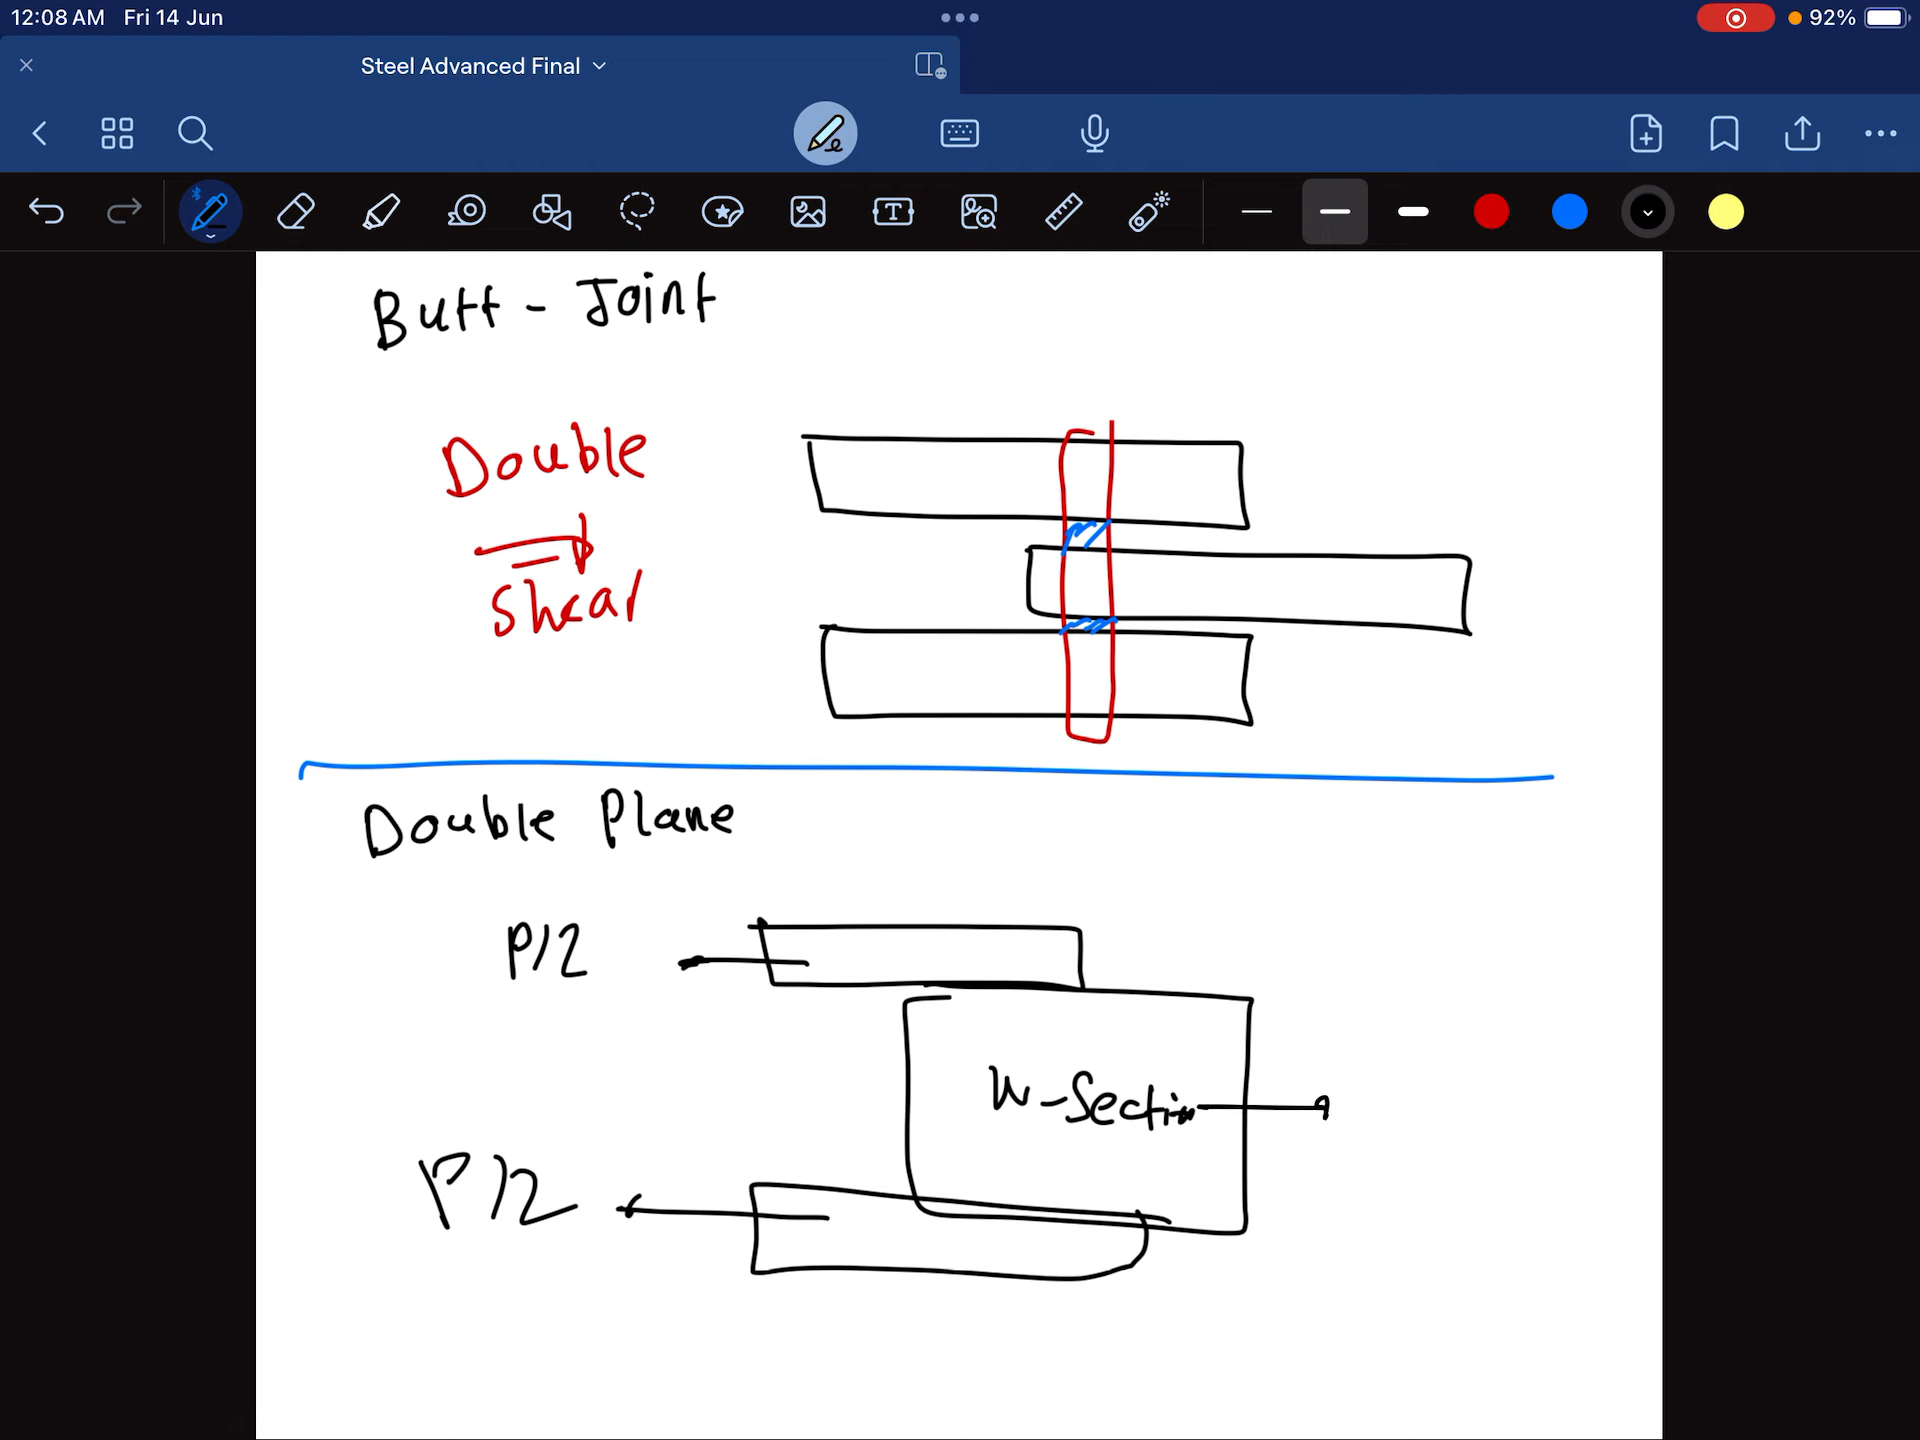 12:08 AM Fri 14 Jun
92%
Steel Advanced Final
Butt - Joint
Double
Shear
Double Plane
P/2
W-Section
P/2